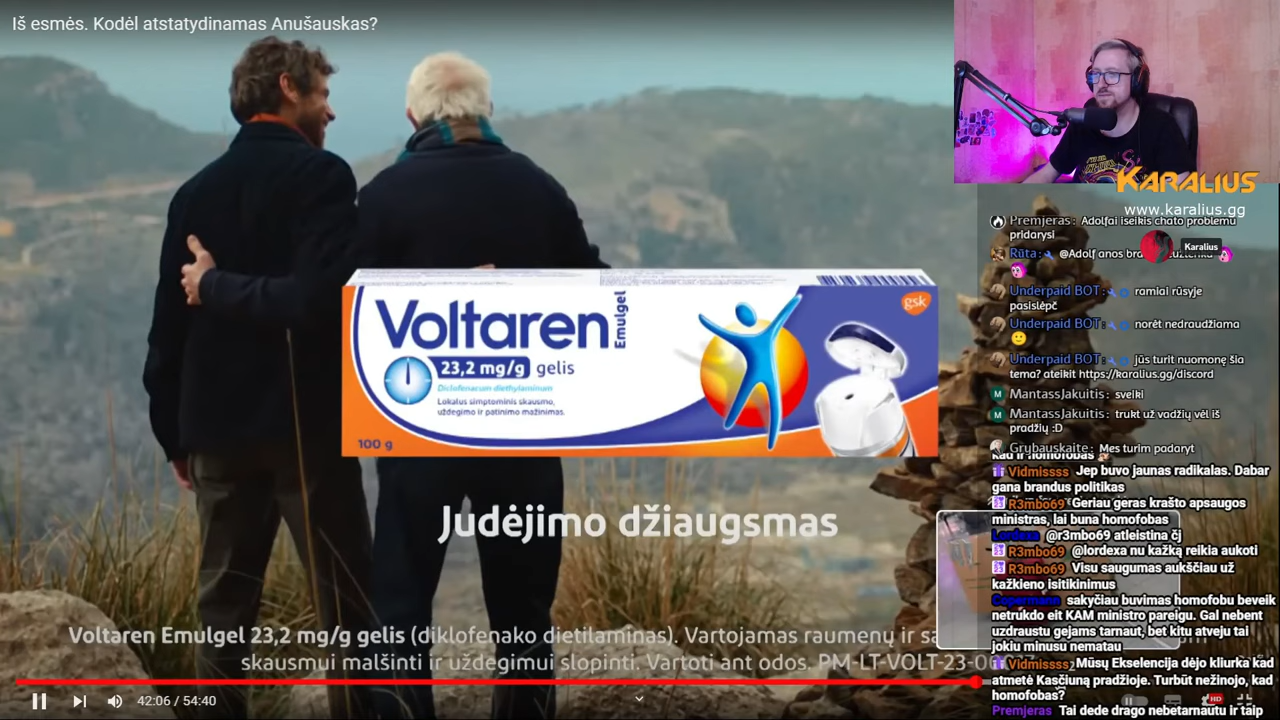 Iš esmės. Kodėl atstatydinamas Anušauskas?
KARALIUS
www.karalius.gg
Premjeras: Adolfai iseikis chato problemu
pridarysi
Karalius
Rūta: @Adolf anos
Underpaid BOT: ramiai rūsyje
pasislėpč
Underpaid BOT: norėt nedraudžiama
Underpaid BOT: jūs turit nuomonę šia
tema? ateikit https://karalius.gg/discord
MantassJakuitis: sveiki
MantassJakuitis: trukt už vadžių vėl iš
pradžių :D
Grubauskaite: Mes turim padaryt
kad ir homofobas
Vidmissss Jep buvo jaunas radikalas. Dabar
gana brandus politikas
R3mbo69 Geriau geras krašto apsaugos
ministras, lai buna homofobas
Lordexa @r3mbo69 atleistina čj
R3mbo69 @lordexa nu kažką reikia aukoti
R3mbo69 Visu saugumas aukščiau už
kažkieno isitikinimus
Copermann sakyčiau buvimas homofobu beveik
netrukdo eit KAM ministro pareigu. Gal nebent
uzdraustu gejams tarnaut, bet kitu atveju tai
jokiu minusu nematau
Vidmissss Mūsų Ekselencija dėjo kliurka kad
atmetė Kasčiuną pradžioje. Turbūt nežinojo, kad
homofobas?
Premjeras Tai dede drago nebetarnautu ir taip
Voltaren
Emulgel
gsk
23,2 mg/g gelis
Diclofenacum diethylaminum
Lokalus simptominis skausmo,
uždegimo ir patinimo mažinimas.
100 g
Judėjimo džiaugsmas
Voltaren Emulgel 23,2 mg/g gelis (diklofenako dietilaminas). Vartojamas raumenų ir
skausmui malšinti ir uždegimui slopinti. Vartoti ant odos. PM-LT-VOLT-23-
42:06 / 54:40
HD